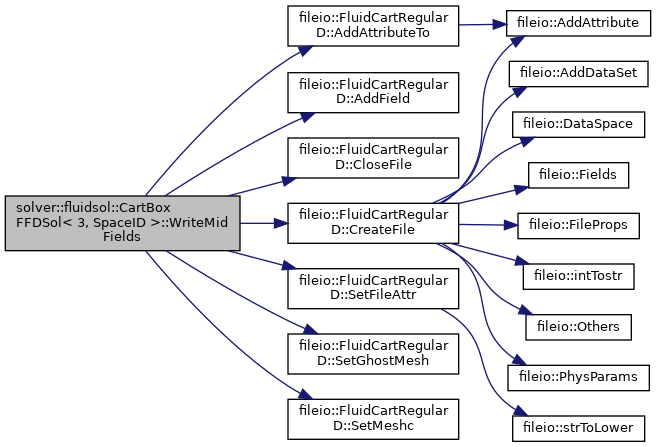 solver::fluidsol::CartBox
FFDSol< 3, SpaceID >::WriteMid
Fields
fileio::FluidCartRegular
D::AddAttributeTo
fileio::FluidCartRegular
D::AddField
fileio::FluidCartRegular
D::CloseFile
fileio::FluidCartRegular
D::CreateFile
fileio::FluidCartRegular
D::SetFileAttr
fileio::FluidCartRegular
D::SetGhostMesh
fileio::FluidCartRegular
D::SetMeshc
fileio::AddAttribute
fileio::AddDataSet
fileio::DataSpace
fileio::Fields
fileio::FileProps
fileio::intTostr
fileio::Others
fileio::PhysParams
fileio::strToLower